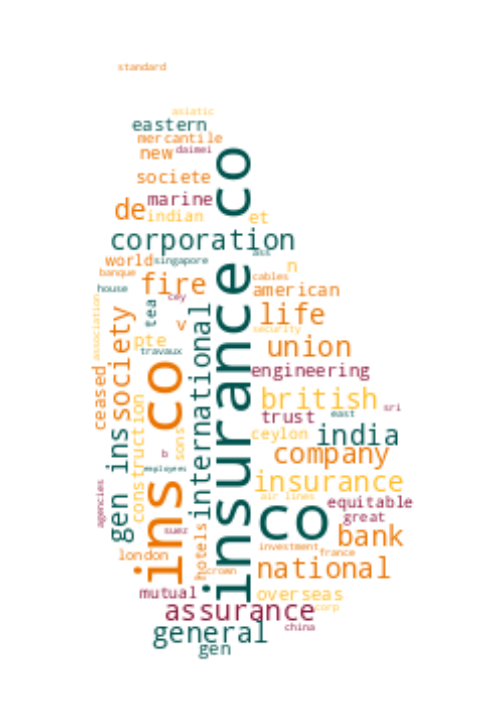 standard
asiatic
eastern
mercantile
new
daimei
co
societe
marine
de
indian
et
corporation
ass
world
singapore
n
banque
cables
fire
house
american
cey
association
tea
life
v
security
pte
union
travaux
society
international
engineering
ceased
ins co
insurance co
british
construction
sri
trust
east
sons
ceylon
india
gen ins
b
company
employees
insurance
air lines
agencies
equitable
co
great
suez
bank
hotels
investment
london
france
national
crown
mutual
overseas
assurance
corp
general
china
gen